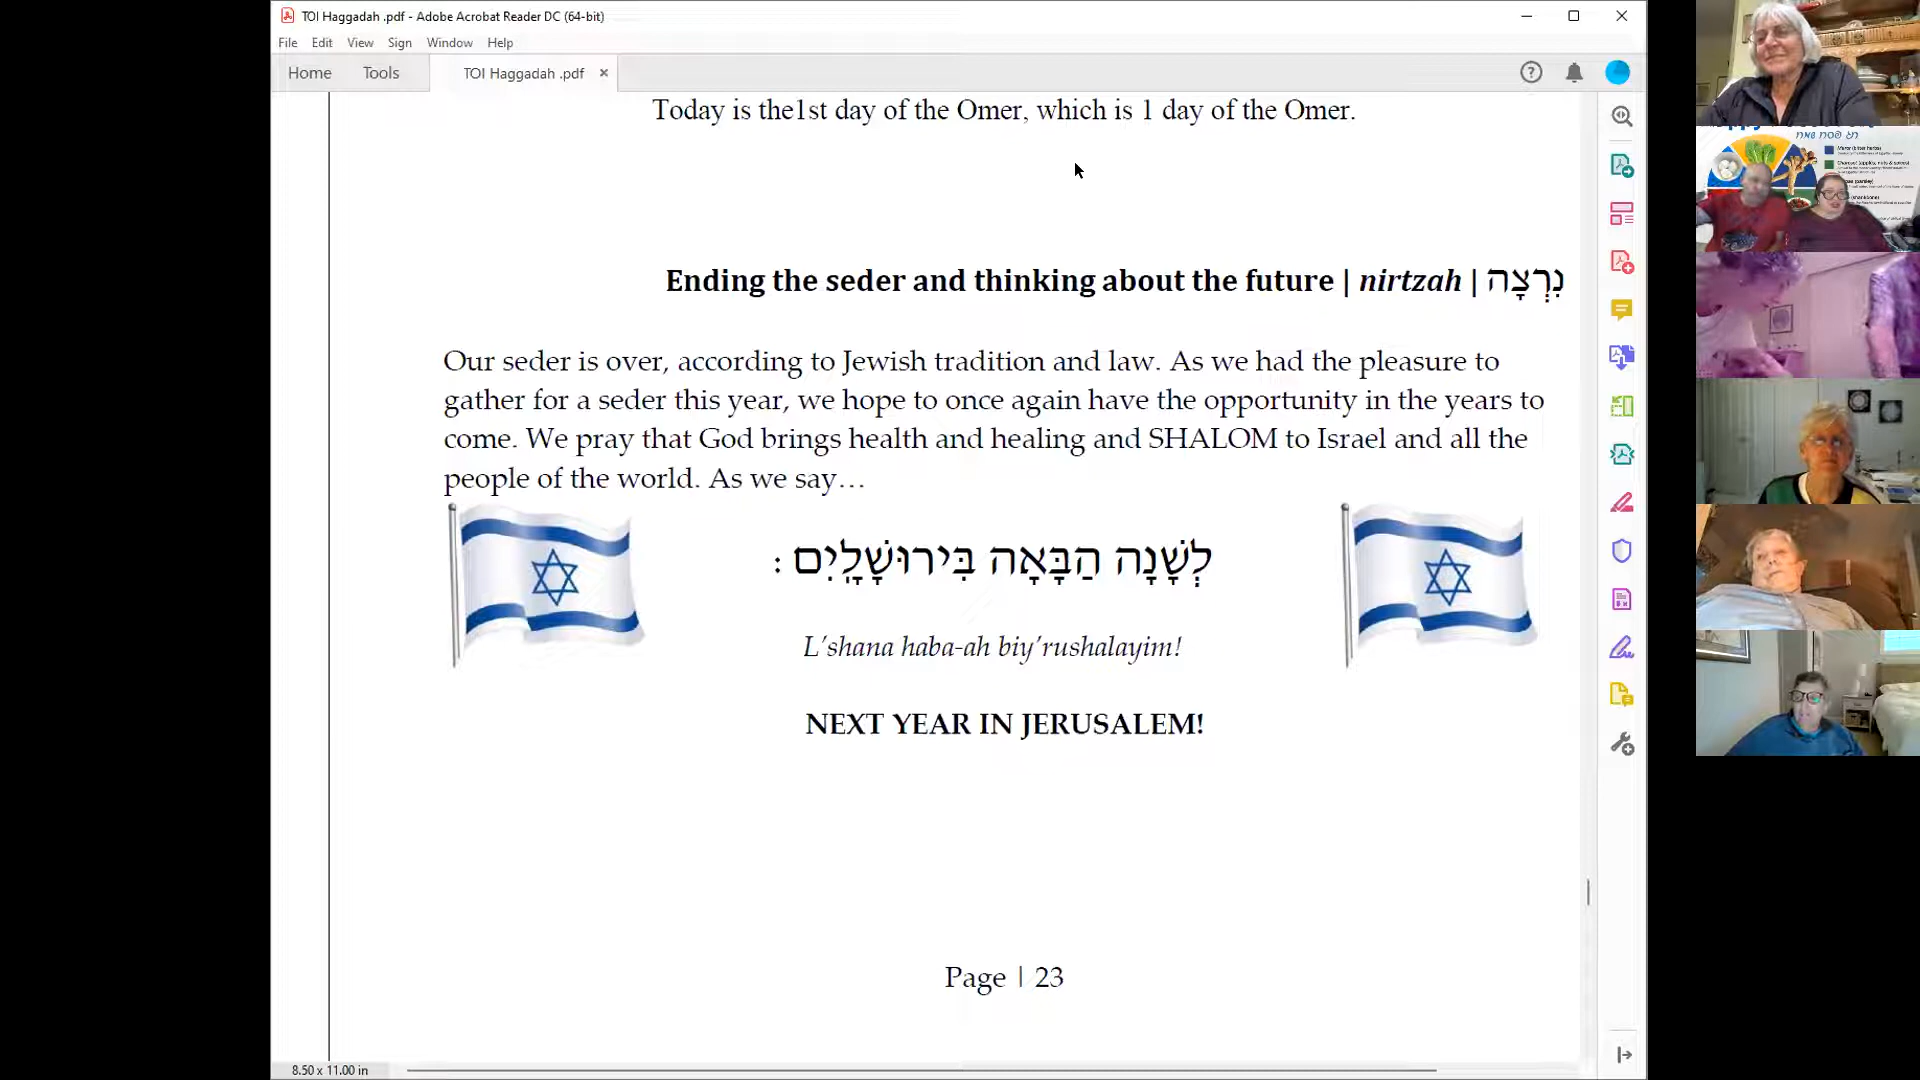 TOI Haggadah .pdf - Adobe Acrobat Reader DC (64-bit)
File Edit View Sign Window Help
Home Tools TOI Haggadah .pdf
Today is the1st day of the Omer, which is 1 day of the Omer.
Ending the seder and thinking about the future | nirtzah | נִרְצָה
Our seder is over, according to Jewish tradition and law. As we had the pleasure to
gather for a seder this year, we hope to once again have the opportunity in the years to
come. We pray that God brings health and healing and SHALOM to Israel and all the
people of the world. As we say…
לְשָׁנָה הַבָּאָה בִּירוּשָׁלָֽיִם :
L’shana haba-ah biy’rushalayim!
NEXT YEAR IN JERUSALEM!
Page | 23
8.50 x 11.00 in
חג פסח שמח
Maror (bitter herbs)